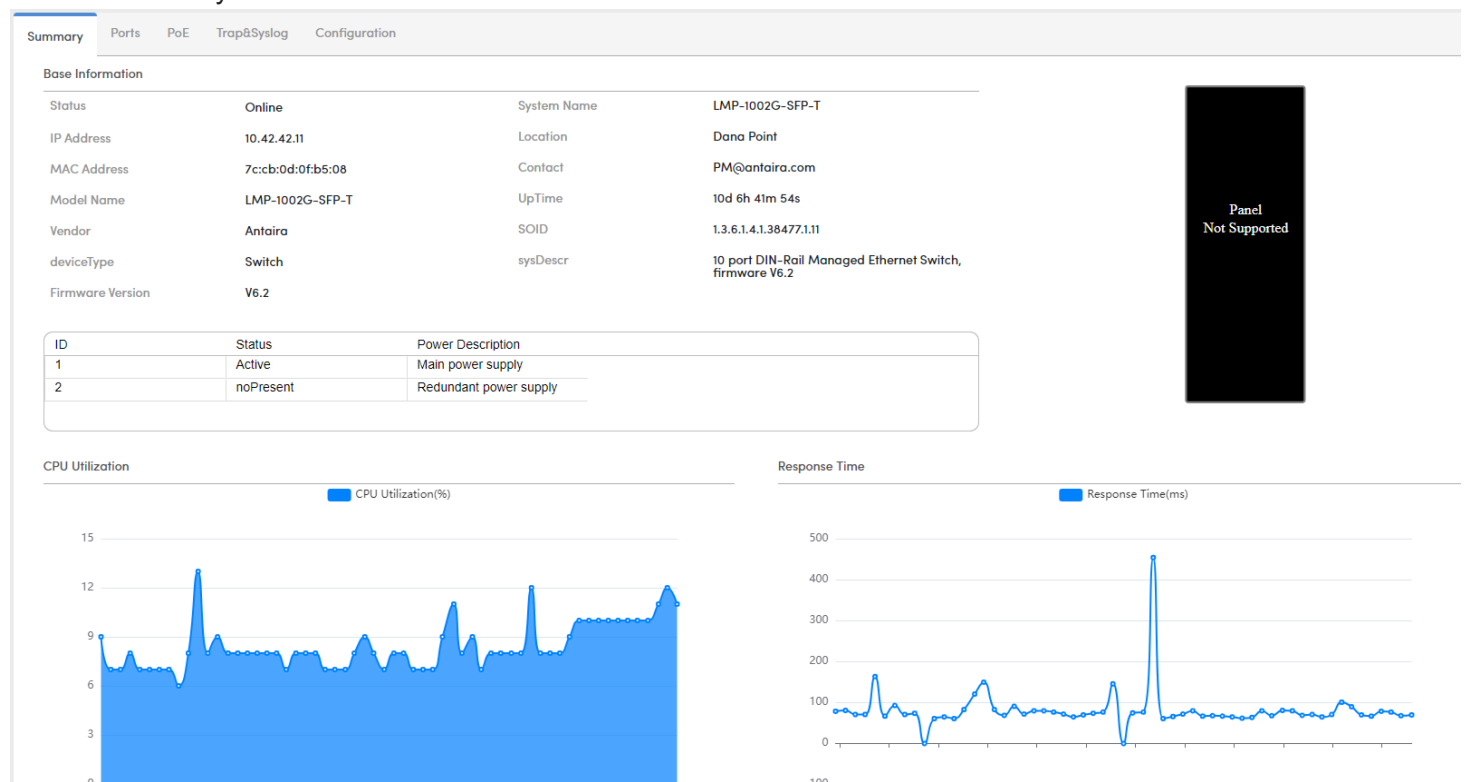 Summary Ports PoE Trap&Syslog Configuration
Base Information
Status Online System Name LMP-1002G-SFP-T
IP Address 10.42.42.11 Location Dana Point
MAC Address 7c:cb:0d:0f:b5:08 Contact PM@antaira.com
Model Name LMP-1002G-SFP-T UpTime 10d 6h 41m 54s
Vendor Antaira SOID 1.3.6.1.4.1.38477.1.11
deviceType Switch sysDescr 10 port DIN-Rail Managed Ethernet Switch,
firmware V6.2
Firmware Version V6.2
Panel
Not Supported
ID Status Power Description
1 Active Main power supply
2 noPresent Redundant power supply
CPU Utilization
CPU Utilization(%)
15
12
9
6
3
Response Time
Response Time(ms)
500
400
300
200
100
0